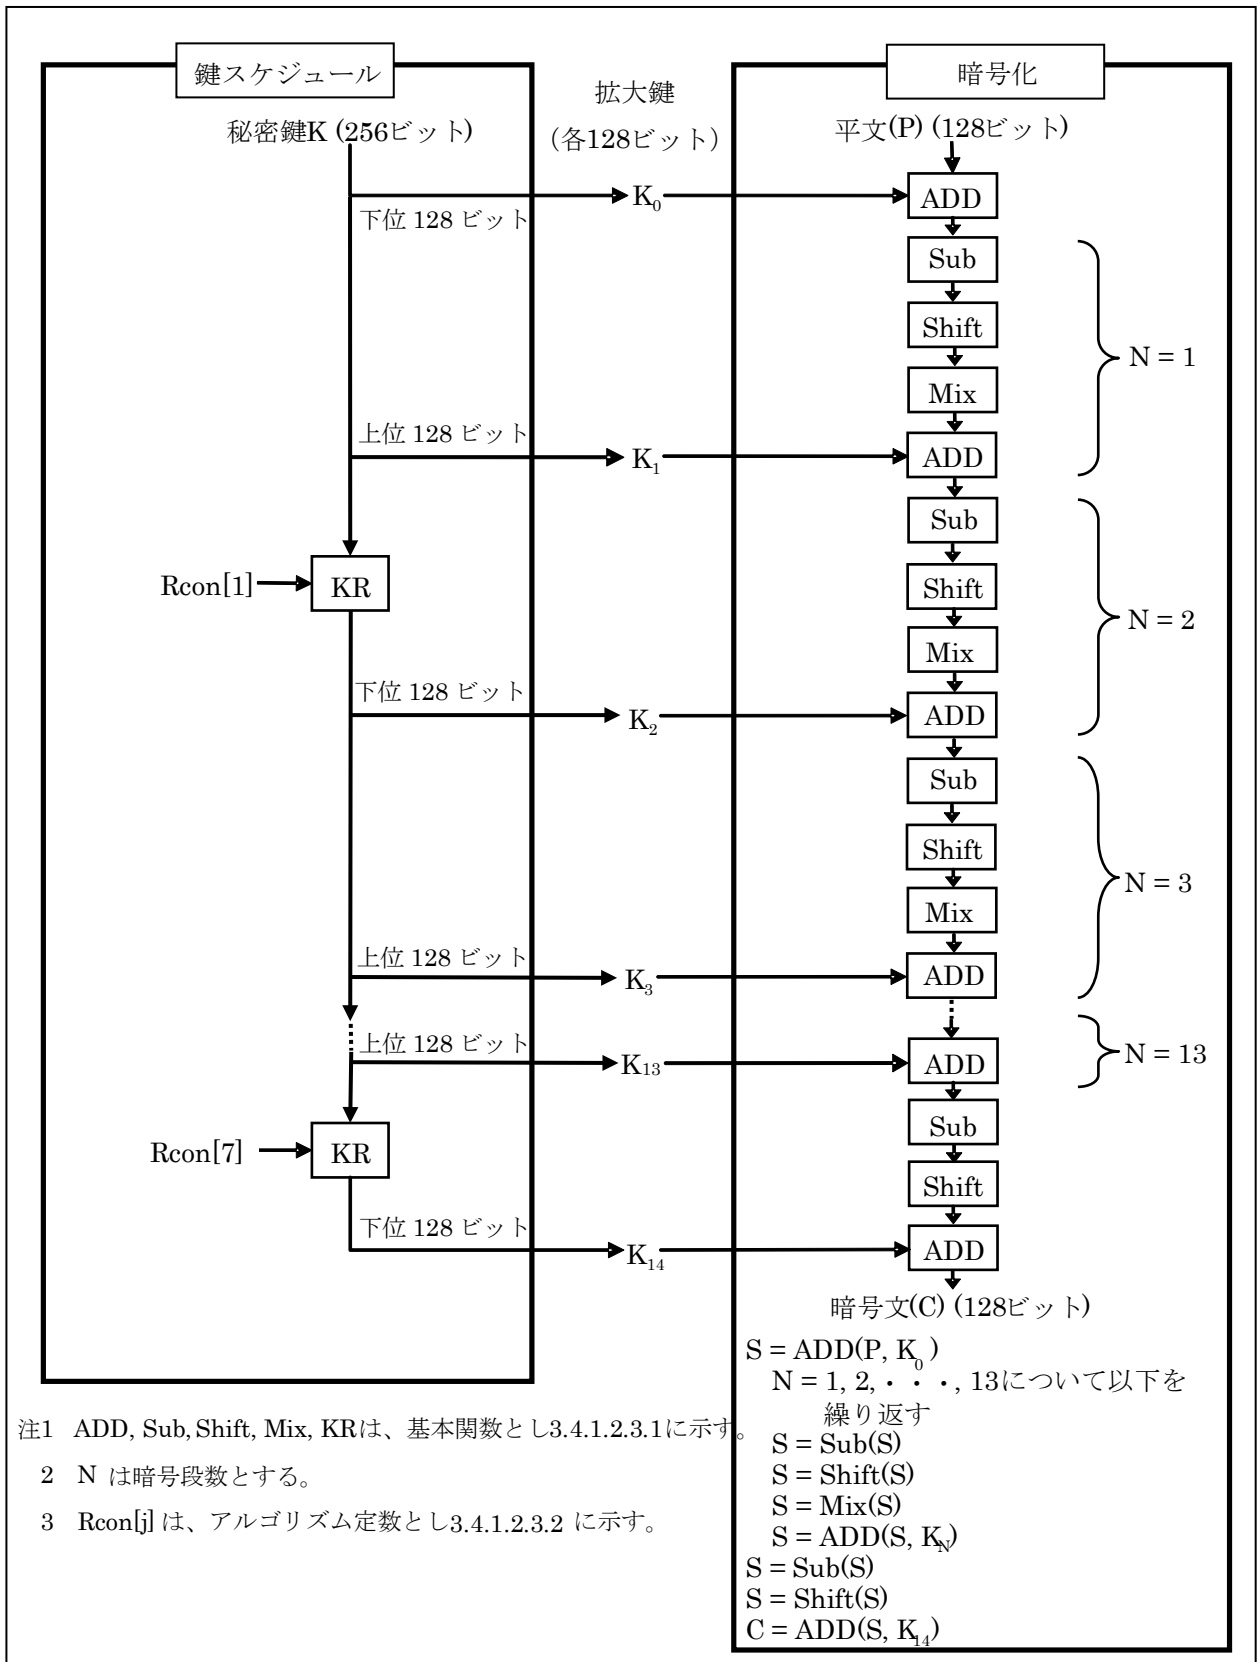 鍵スケジュール
秘密鍵K (256ビット)
拡大鍵
(各128ビット)
暗号化
平文(P) (128ビット)
下位 128 ビット
K0
ADD
Sub
Shift
Mix
上位 128 ビット
K1
ADD
N = 1
Rcon[1]
KR
Sub
Shift
Mix
下位 128 ビット
K2
ADD
N = 2
Sub
Shift
Mix
上位 128 ビット
K3
ADD
N = 3
上位 128 ビット
K13
ADD
N = 13
Rcon[7]
KR
Sub
Shift
下位 128 ビット
K14
ADD
暗号文(C) (128ビット)
S = ADD(P, K0)
N = 1, 2,・・・, 13について以下を
繰り返す
S = Sub(S)
S = Shift(S)
S = Mix(S)
S = ADD(S, KN)
S = Sub(S)
S = Shift(S)
C = ADD(S, K14)
注1 ADD, Sub, Shift, Mix, KRは、基本関数とし3.4.1.2.3.1に示す。
2 N は暗号段数とする。
3 Rcon[j] は、アルゴリズム定数とし3.4.1.2.3.2 に示す。